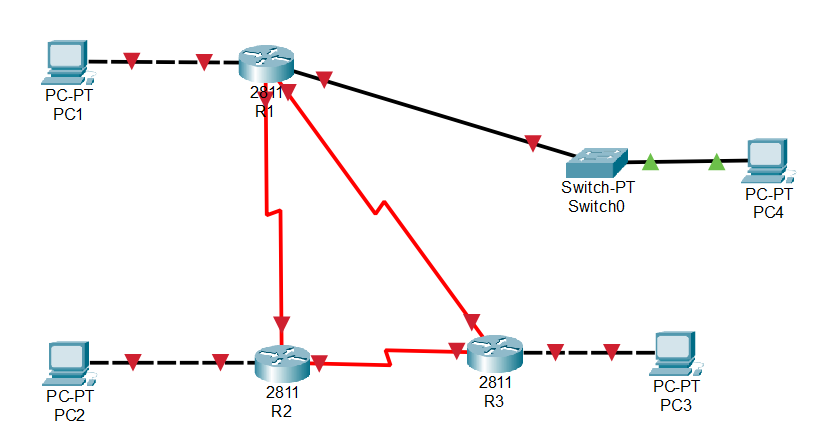 PC-PT
PC1
2811
R1
Switch-PT
Switch0
PC-PT
PC4
PC-PT
PC2
2811
R2
2811
R3
PC-PT
PC3